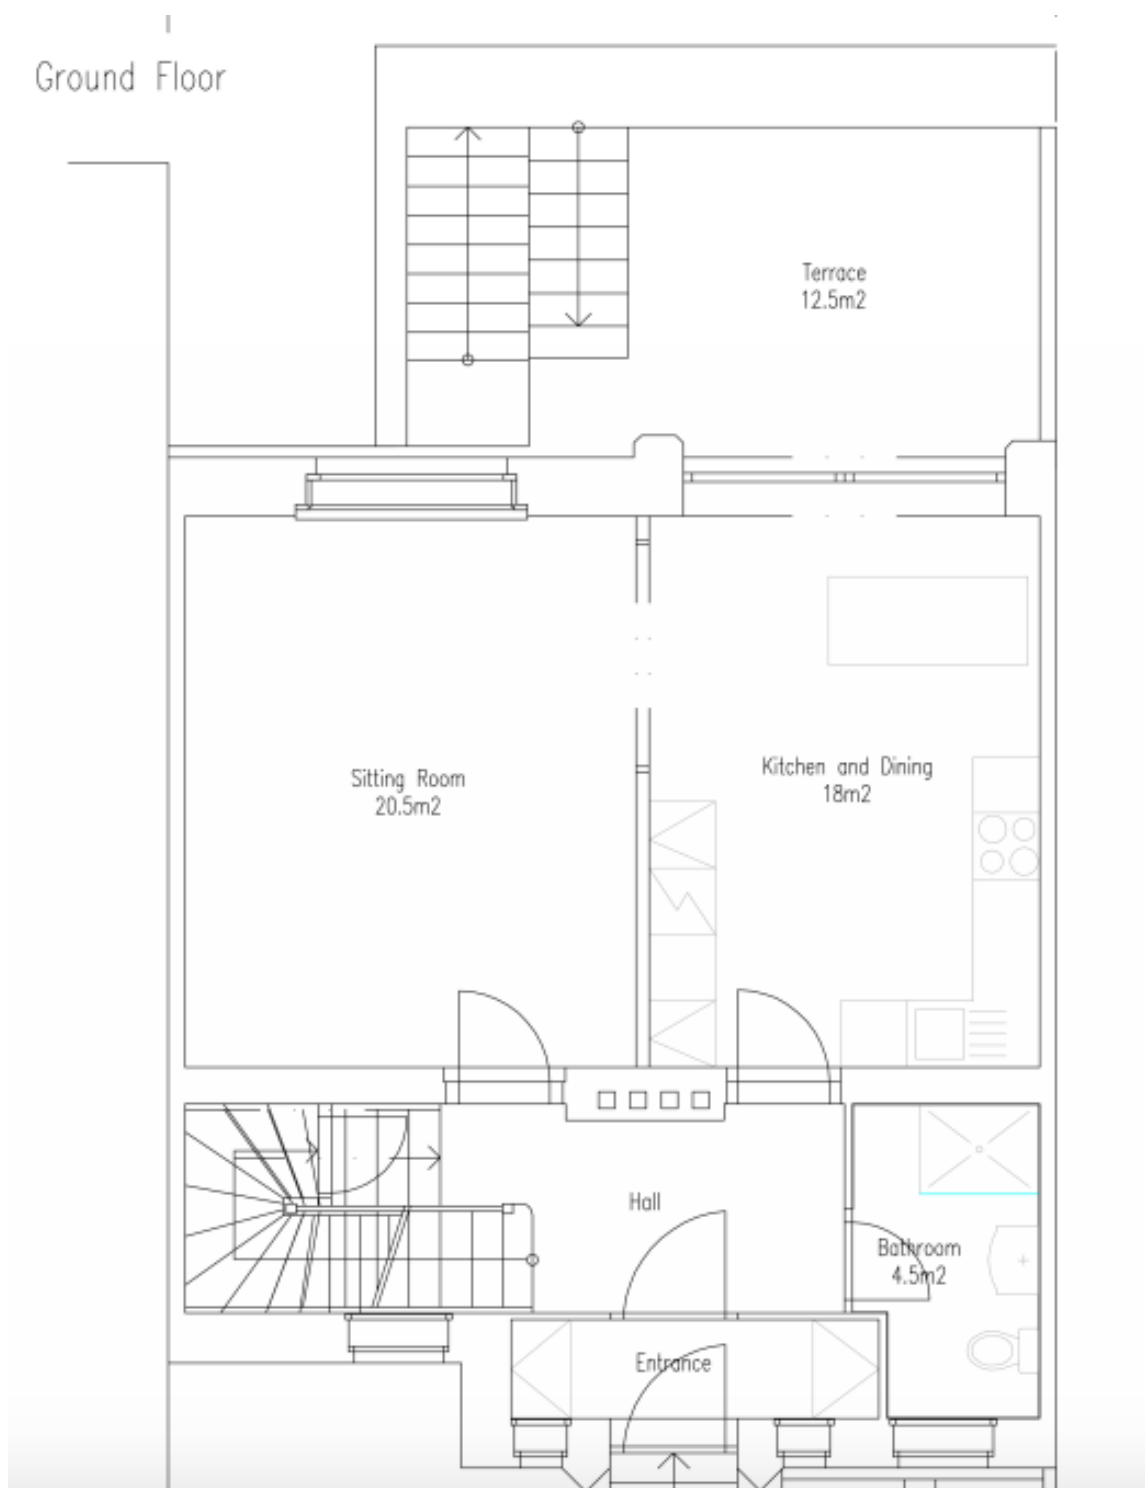 Ground Floor
Terrace
12.5m2
Sitting Room
20.5m2
Kitchen and Dining
18m2
Hall
Bathroom
4.5m2
Entrance